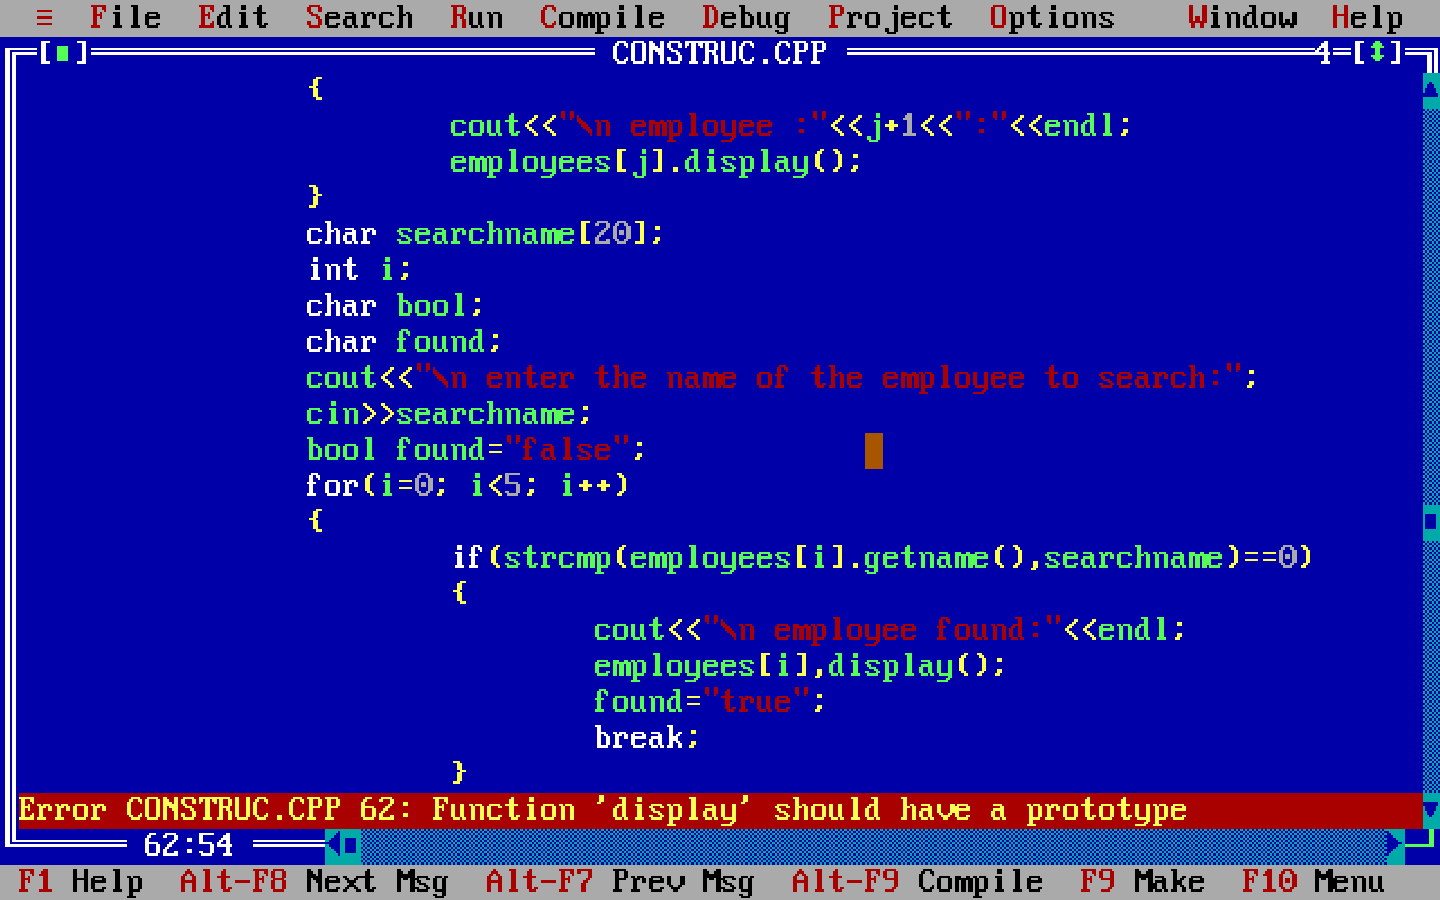 ≡ File Edit Search Run Compile Debug Project Options Window Help
[■] CONSTRUC.CPP 4=[↕]
{
cout<<"\n employee :"<<j+1<<":"<<endl;
employees[j].display();
}
char searchname[20];
int i;
char bool;
char found;
cout<<"\n enter the name of the employee to search:";
cin>>searchname;
bool found="false";
for(i=0; i<5; i++)
{
if(strcmp(employees[i].getname(),searchname)==0)
{
cout<<"\n employee found:"<<endl;
employees[i],display();
found="true";
break;
}
Error CONSTRUC.CPP 62: Function 'display' should have a prototype
62:54
F1 Help Alt-F8 Next Msg Alt-F7 Prev Msg Alt-F9 Compile F9 Make F10 Menu